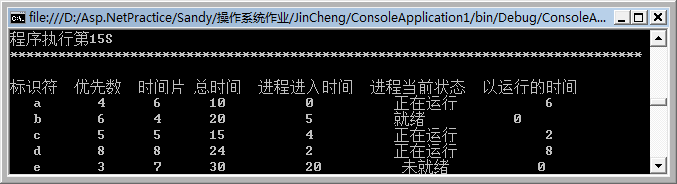 file:///D:/Asp.NetPractice/Sandy/操作系统作业/JinCheng/ConsoleApplication1/bin/Debug/ConsoleA...
程序执行第15S
*******************************************************************************
标识符 优先数 时间片 总时间 进程进入时间 进程当前状态 以运行的时间
a 4 6 10 0 正在运行 6
b 6 4 20 5 就绪 0
c 5 5 15 4 正在运行 2
d 8 8 24 2 正在运行 8
e 3 7 30 20 未就绪 0